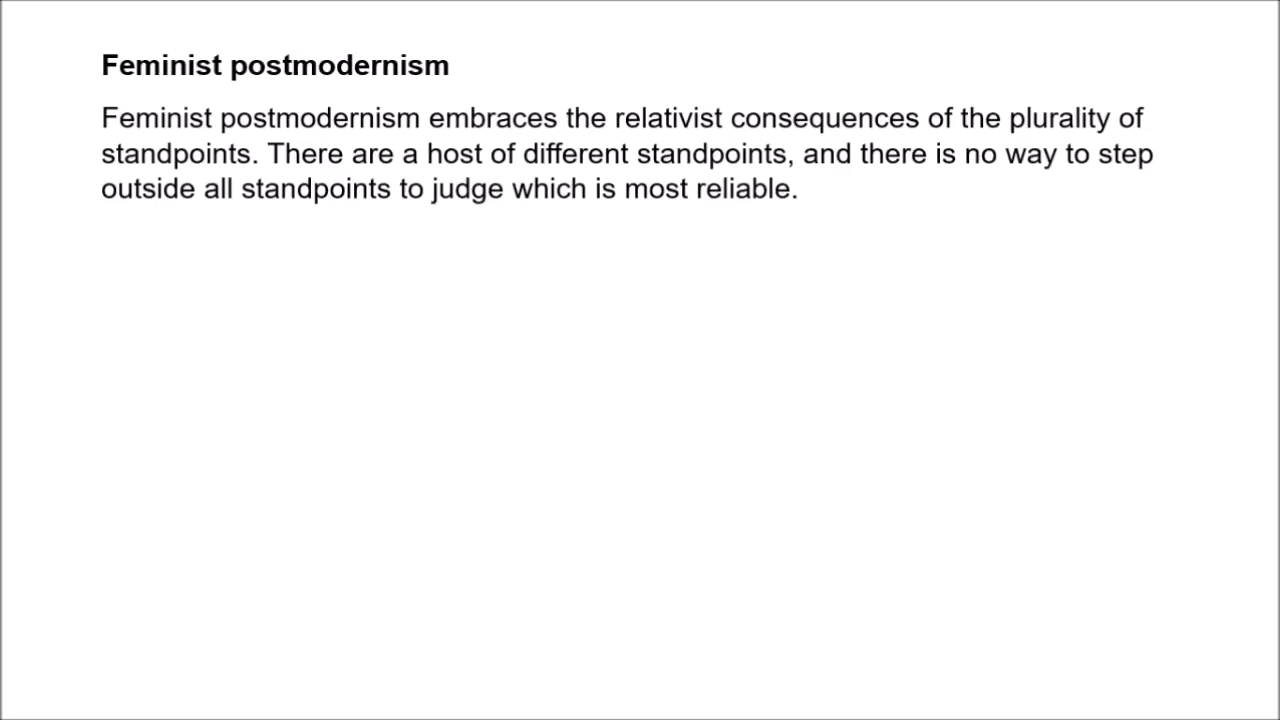 Feminist postmodernism
Feminist postmodernism embraces the relativist consequences of the plurality of
standpoints. There are a host of different standpoints, and there is no way to step
outside all standpoints to judge which is most reliable.